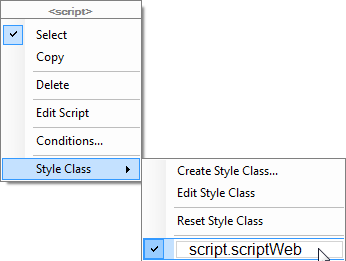 <script>
Select
Copy
Delete
Edit Script
Conditions...
Style Class
Create Style Class...
Edit Style Class
Reset Style Class
script.scriptWeb